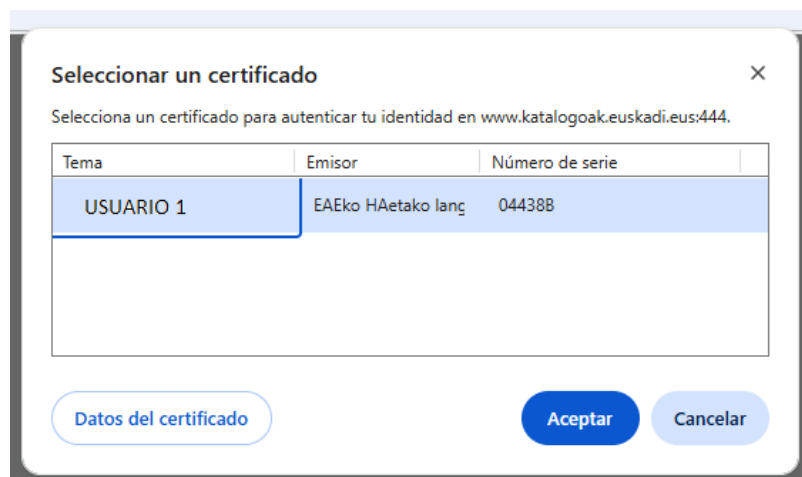 Seleccionar un certificado
Selecciona un certificado para autenticar tu identidad en www.katalogoak.euskadi.eus:444.
Tema Emisor Número de serie
USUARIO 1 EAEko HAetako lang 04438B
Datos del certificado Aceptar Cancelar